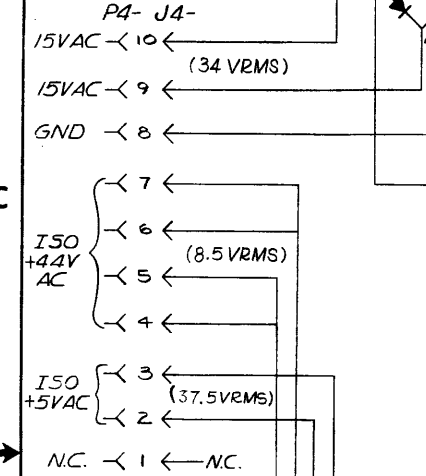 P4- J4-
15VAC 10
(34 VRMS)
15VAC 9
GND 8
7
C
6
ISO
+44V
AC
(8.5 VRMS)
5
4
3
ISO
+5VAC
(37.5VRMS)
2
N.C. 1 N.C.